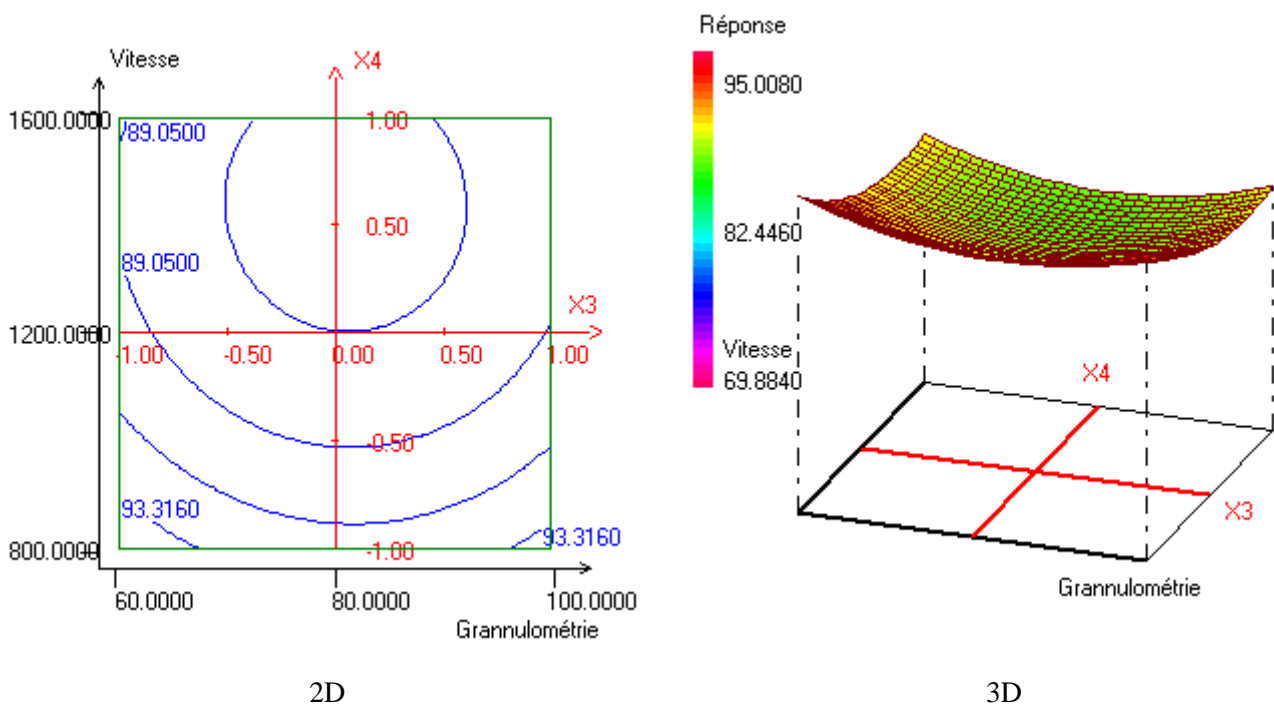 Vitesse
X4
1600.0000
1.00
89.0500
0.50
89.0500
X3
1200.0000
-1.00
-0.50
0.00
0.50
1.00
-0.50
93.3160
93.3160
800.0000
-1.00
60.0000
80.0000
100.0000
Grannulométrie
2D
Réponse
95.0080
82.4460
Vitesse
69.8840
X4
X3
Grannulométrie
3D